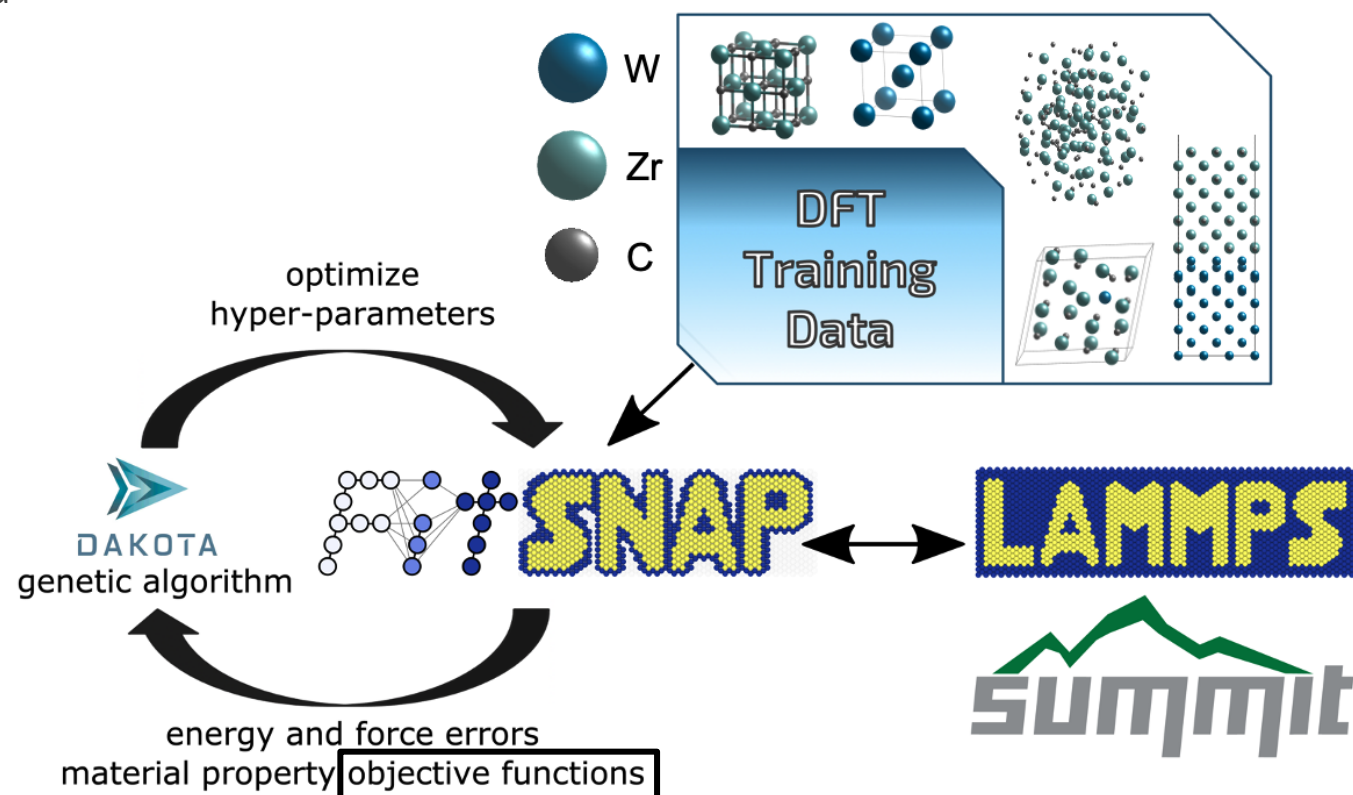 W
Zr
C
DFT
Training
Data
optimize
hyper-parameters
DAKOTA
genetic algorithm
Fit
SNAP
LAMMPS
summit
energy and force errors
material property objective functions